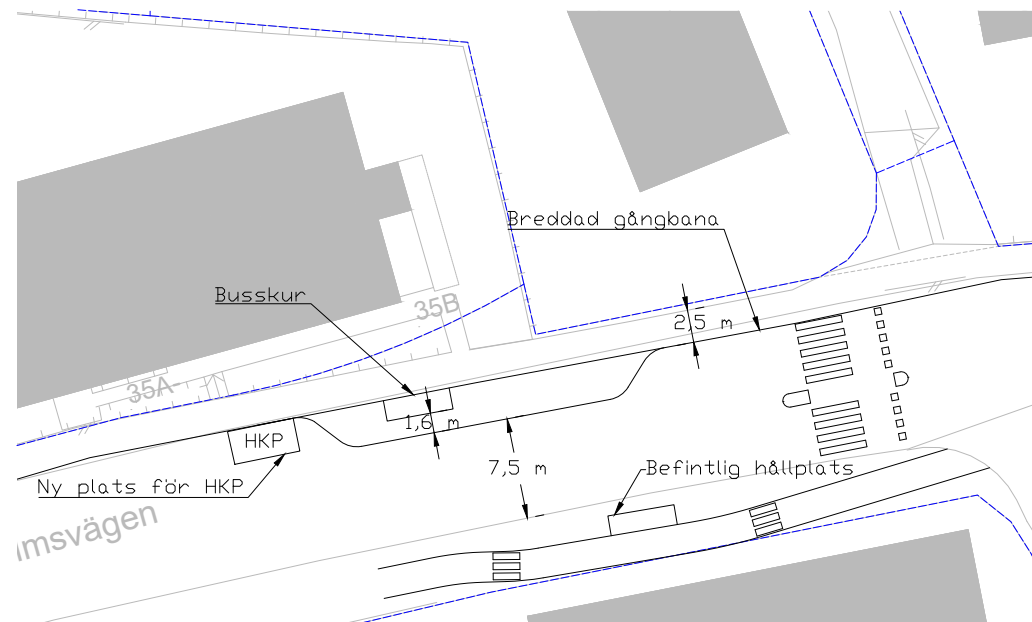 Breddad gångbana
Busskur
35B
2,5 m
35A
1,6 m
HKP
7,5 m
Befintlig hållplats
Ny plats för HKP
msvägen